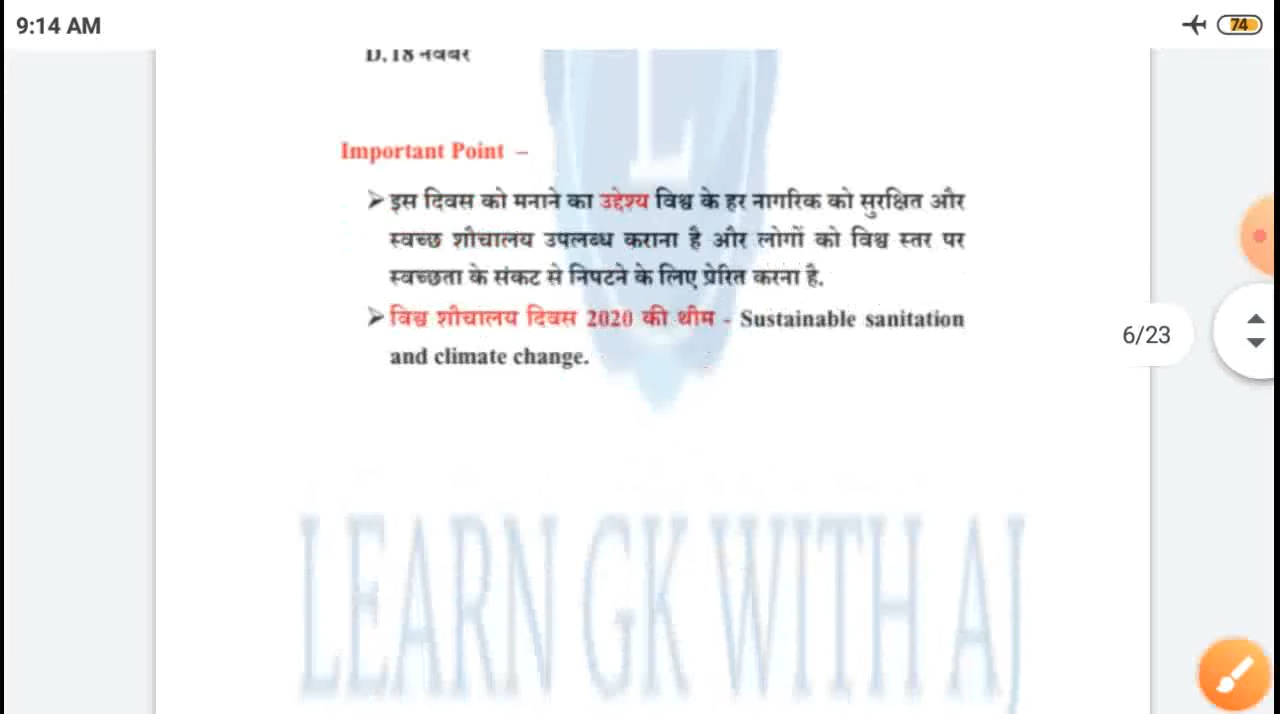 9:14 AM
74
D. 18 नवंबर
Important Point –
➤ इस दिवस को मनाने का उद्देश्य विश्व के हर नागरिक को सुरक्षित और
स्वच्छ शौचालय उपलब्ध कराना है और लोगों को विश्व स्तर पर
स्वच्छता के संकट से निपटने के लिए प्रेरित करना है.
➤ विश्व शौचालय दिवस 2020 की थीम - Sustainable sanitation
and climate change.
6/23
L
LEARN GK WITH AJ